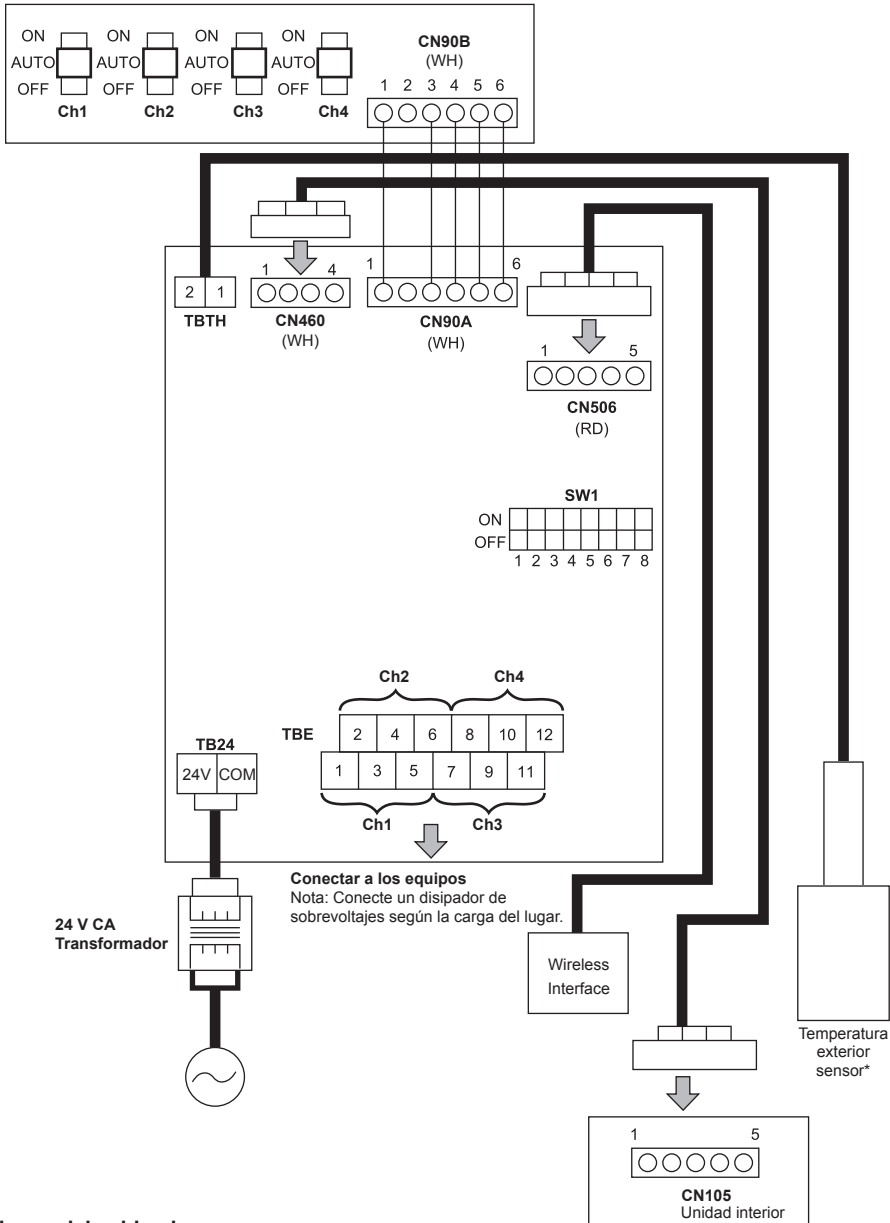 ON ON ON ON
AUTO AUTO AUTO AUTO
OFF OFF OFF OFF
Ch1 Ch2 Ch3 Ch4
CN90B
(WH)
1 2 3 4 5 6
2 1
TBTH
1 4
CN460
(WH)
1 6
CN90A
(WH)
1 5
CN506
(RD)
SW1
ON
OFF
1 2 3 4 5 6 7 8
Ch2 Ch4
TBE
2 4 6 8 10 12
1 3 5 7 9 11
Ch1 Ch3
TB24
24V COM
Conectar a los equipos
Nota: Conecte un disipador de
sobrevoltajes según la carga del lugar.
24 V CA
Transformador
Wireless
Interface
Temperatura
exterior
sensor*
1 5
CN105
Unidad interior